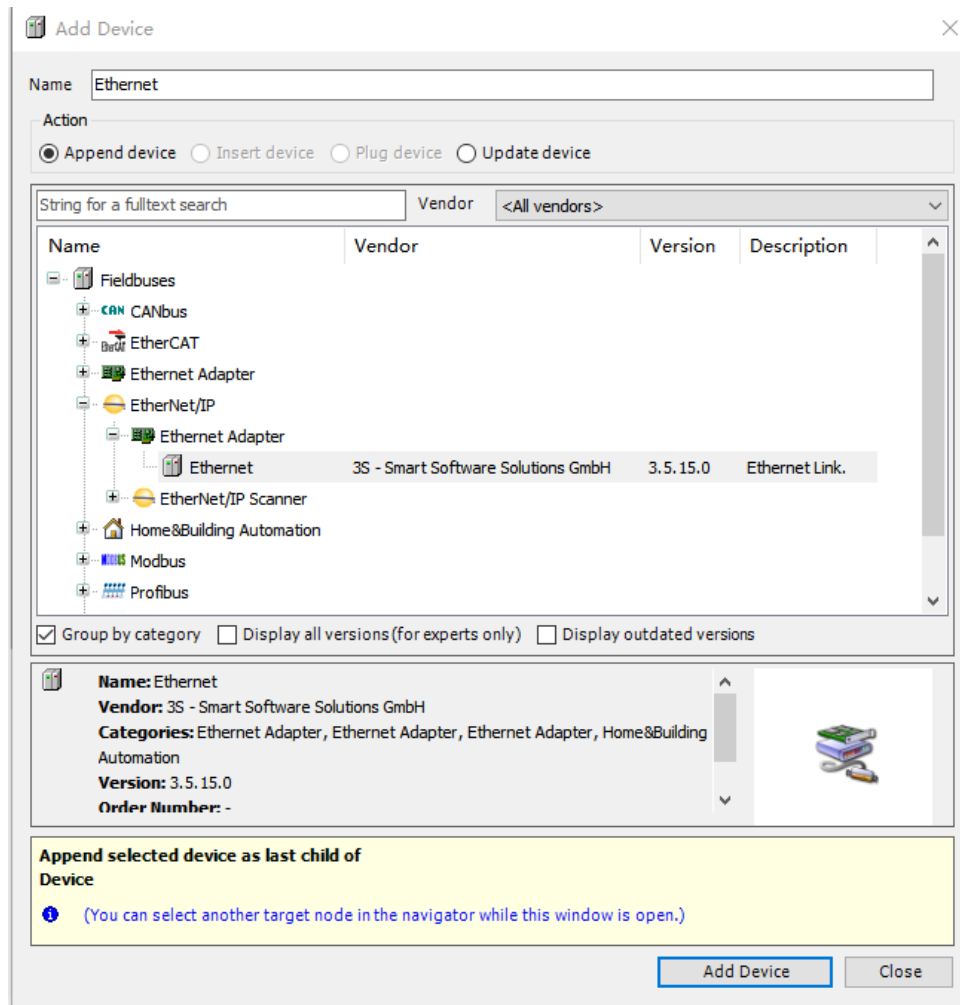 Add Device
Name Ethernet
Action
Append device Insert device Plug device Update device
String for a fulltext search Vendor <All vendors>
Name Vendor Version Description
Fieldbuses
CAN CANbus
EtherCAT EtherCAT
Ethernet Adapter
EtherNet/IP
Ethernet Adapter
Ethernet 3S - Smart Software Solutions GmbH 3.5.15.0 Ethernet Link.
EtherNet/IP Scanner
Home&Building Automation
MODBUS Modbus
Profibus
Group by category Display all versions (for experts only) Display outdated versions
Name: Ethernet
Vendor: 3S - Smart Software Solutions GmbH
Categories: Ethernet Adapter, Ethernet Adapter, Ethernet Adapter, Home&Building
Automation
Version: 3.5.15.0
Order Number: -
Append selected device as last child of
Device
(You can select another target node in the navigator while this window is open.)
Add Device Close